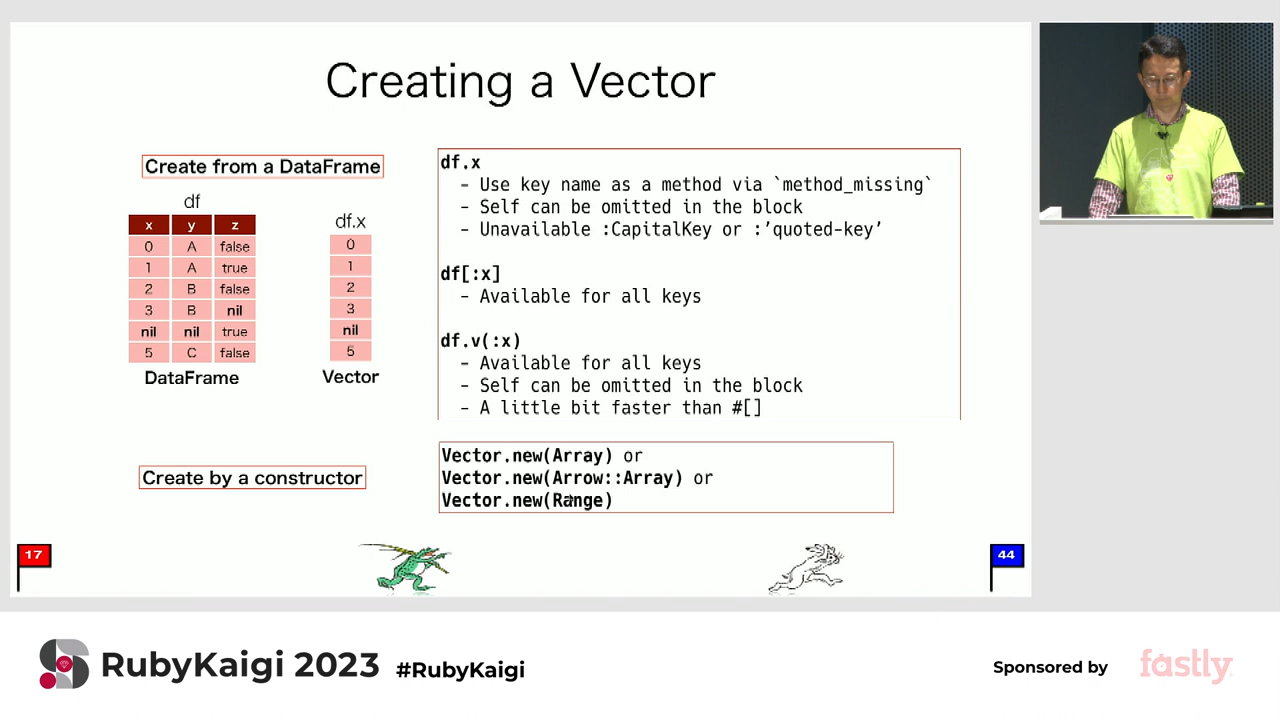 Creating a Vector
Create from a DataFrame
df
x y z
0 A false
1 A true
2 B false
3 B nil
nil nil true
5 C false
DataFrame
df.x
0
1
2
3
nil
5
Vector
df.x
- Use key name as a method via `method_missing`
- Self can be omitted in the block
- Unavailable :CapitalKey or :’quoted-key’
df[:x]
- Available for all keys
df.v(:x)
- Available for all keys
- Self can be omitted in the block
- A little bit faster than #[]
Create by a constructor
Vector.new(Array) or
Vector.new(Arrow::Array) or
Vector.new(Range)
17
44
RubyKaigi 2023 #RubyKaigi
Sponsored by fastly